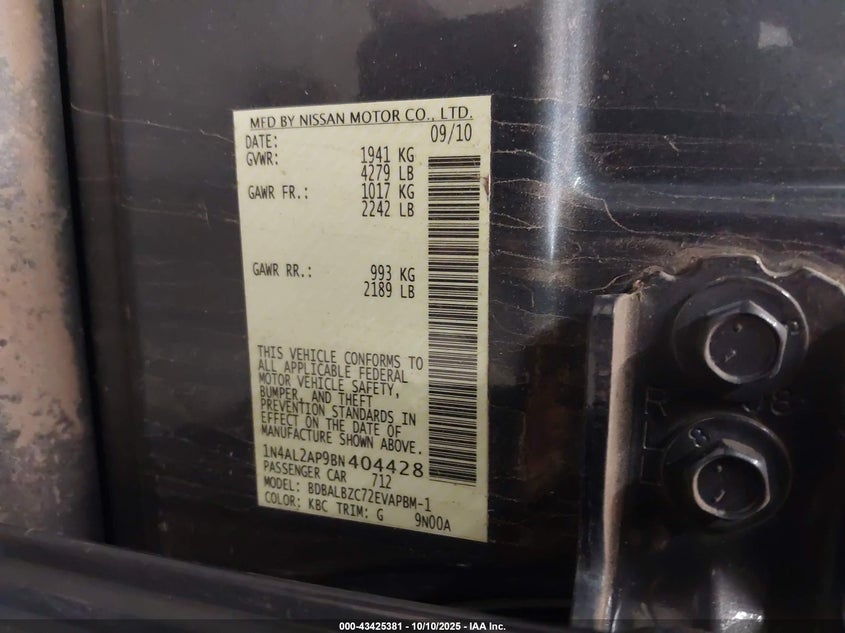 MFD BY NISSAN MOTOR CO., LTD.
DATE: 09/10
GVWR: 1941 KG
4279 LB
GAWR FR.: 1017 KG
2242 LB
GAWR RR.: 993 KG
2189 LB
THIS VEHICLE CONFORMS TO
ALL APPLICABLE FEDERAL
MOTOR VEHICLE SAFETY,
BUMPER, AND THEFT
PREVENTION STANDARDS IN
EFFECT ON THE DATE OF
MANUFACTURE SHOWN ABOVE.
1N4AL2AP9BN404428
PASSENGER CAR 712
MODEL: BDBALBZC72EVAPBM-1
COLOR: KBC TRIM: G 9N00A
8
R
8
L
000-43425381 - 10/10/2025 - IAA Inc.